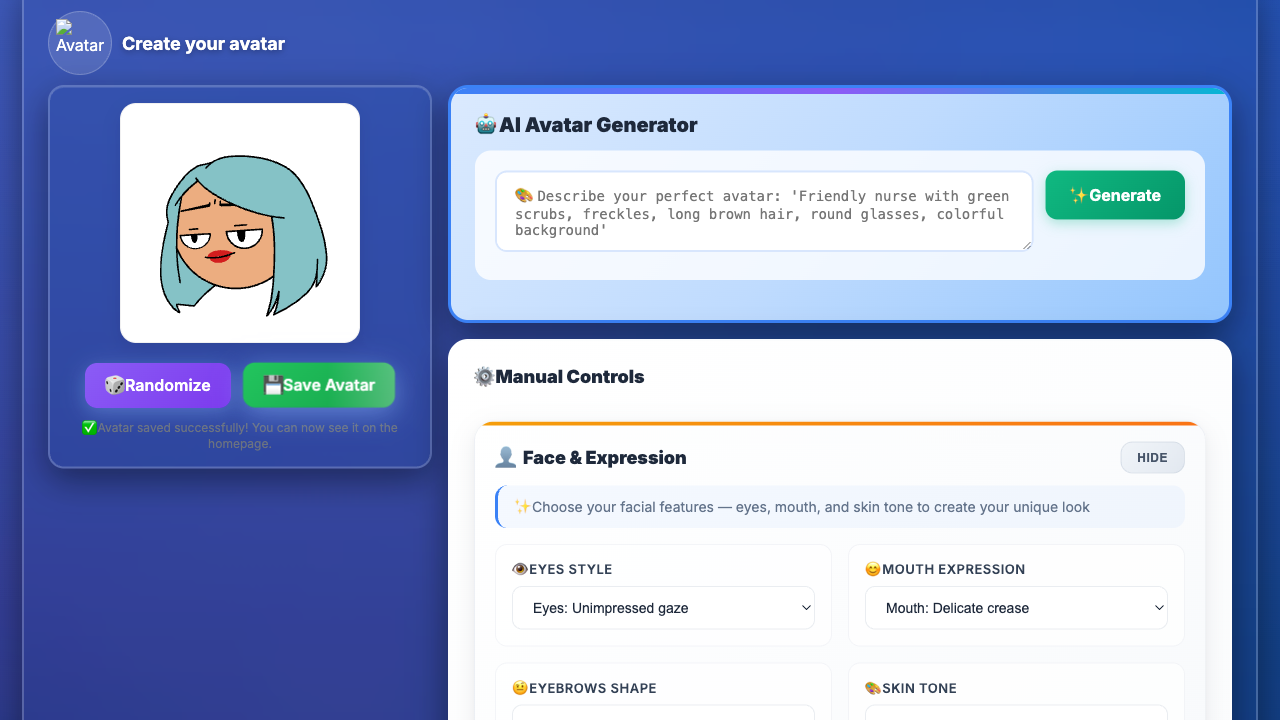 Avatar
Create your avatar
🎲Randomize
💾Save Avatar
✅Avatar saved successfully! You can now see it on the
homepage.
🤖AI Avatar Generator
🎨 Describe your perfect avatar: 'Friendly nurse with green
scrubs, freckles, long brown hair, round glasses, colorful
background'
✨Generate
⚙️Manual Controls
👤 Face & Expression
HIDE
✨Choose your facial features — eyes, mouth, and skin tone to create your unique look
👁️EYES STYLE
Eyes: Unimpressed gaze
😊MOUTH EXPRESSION
Mouth: Delicate crease
🤨EYEBROWS SHAPE
🎨SKIN TONE